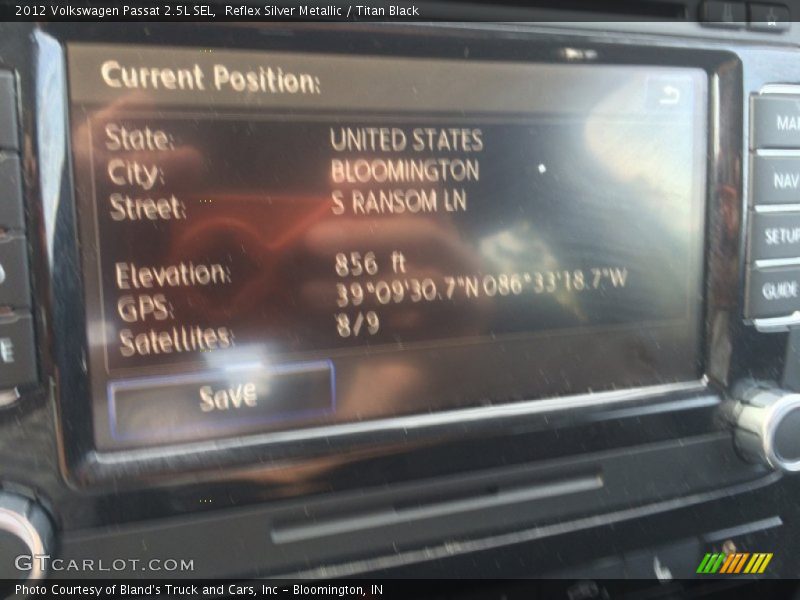 2012 Volkswagen Passat 2.5L SEL,  Reflex Silver Metallic / Titan Black
Current Position:
State: UNITED STATES
City: BLOOMINGTON
Street: S RANSOM LN
Elevation: 856 ft
GPS: 39°09'30.7"N 086°33'18.7"W
Satellites: 8/9
Save
NAV
SETUP
GUIDE
E
GTCARLOT.COM
Photo Courtesy of Bland's Truck and Cars, Inc - Bloomington, IN